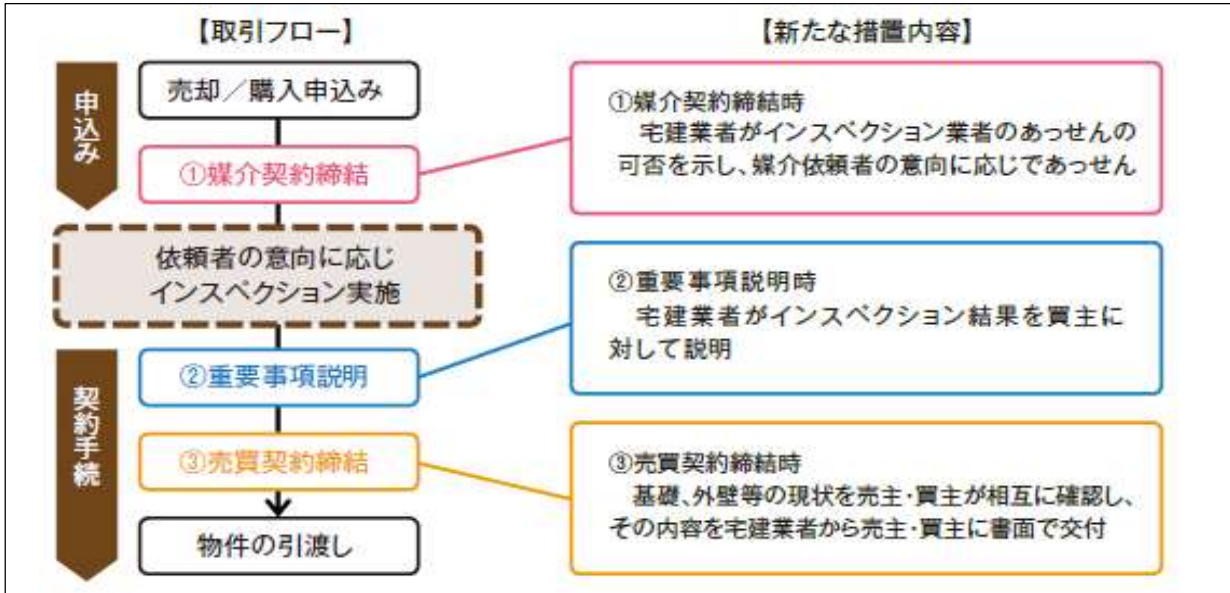 【取引フロー】
申込み
売却／購入申込み
①媒介契約締結
依頼者の意向に応じ
インスペクション実施
契約手続
②重要事項説明
③売買契約締結
物件の引渡し
【新たな措置内容】
①媒介契約締結時
宅建業者がインスペクション業者のあっせんの
可否を示し、媒介依頼者の意向に応じであっせん
②重要事項説明時
宅建業者がインスペクション結果を買主に
対して説明
③売買契約締結時
基礎、外壁等の現状を売主・買主が相互に確認し、
その内容を宅建業者から売主・買主に書面で交付